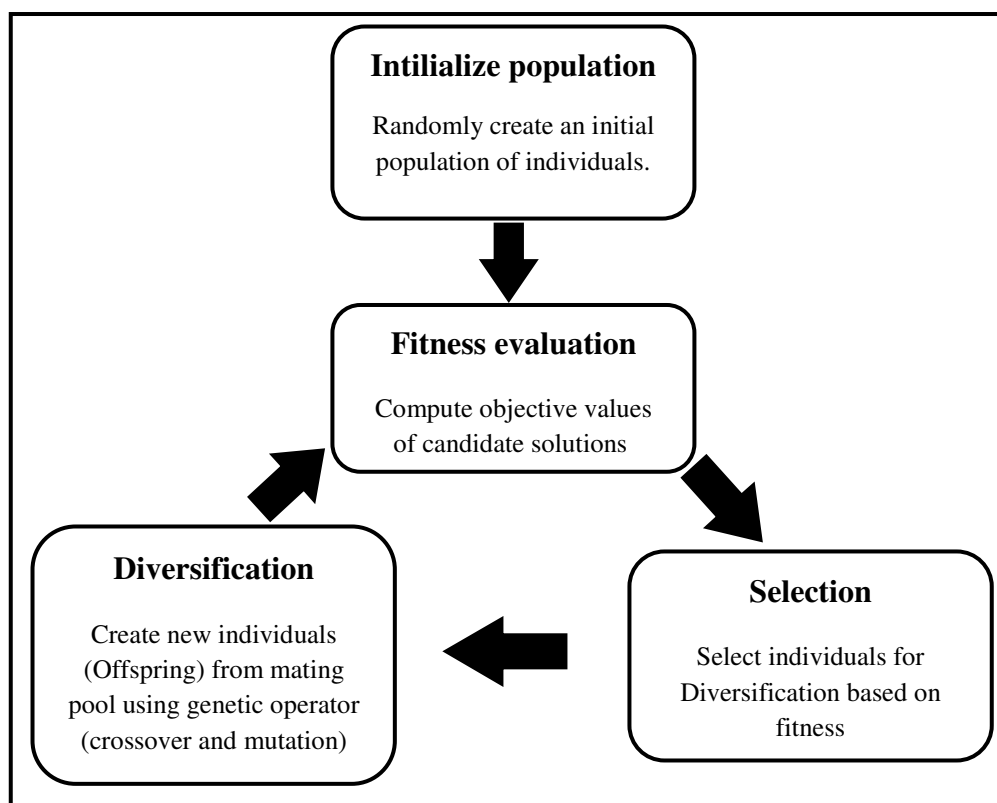 Intilialize population
Randomly create an initial
population of individuals.
Fitness evaluation
Compute objective values
of candidate solutions
Diversification
Create new individuals
(Offspring) from mating
pool using genetic operator
(crossover and mutation)
Selection
Select individuals for
Diversification based on
fitness